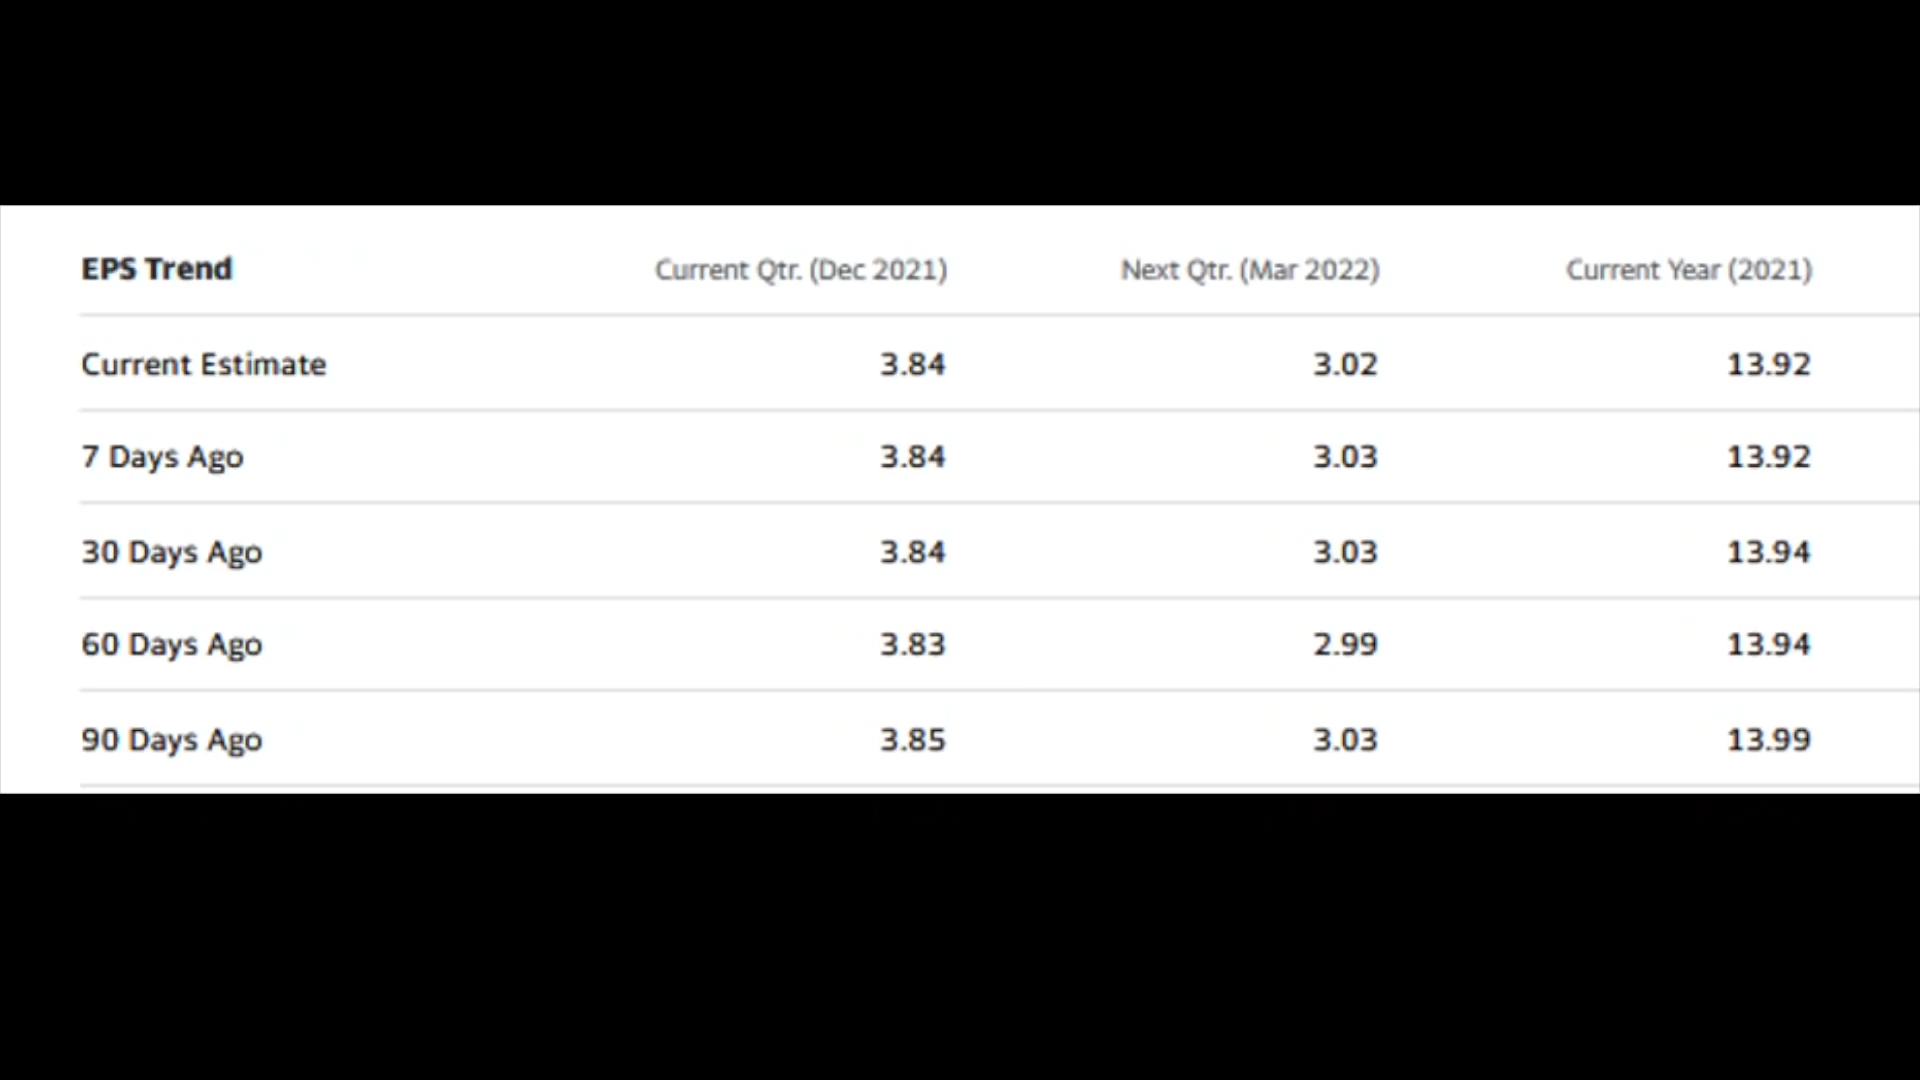 EPS Trend Current Qtr. (Dec 2021) Next Qtr. (Mar 2022) Current Year (2021)
Current Estimate 3.84 3.02 13.92
7 Days Ago 3.84 3.03 13.92
30 Days Ago 3.84 3.03 13.94
60 Days Ago 3.83 2.99 13.94
90 Days Ago 3.85 3.03 13.99